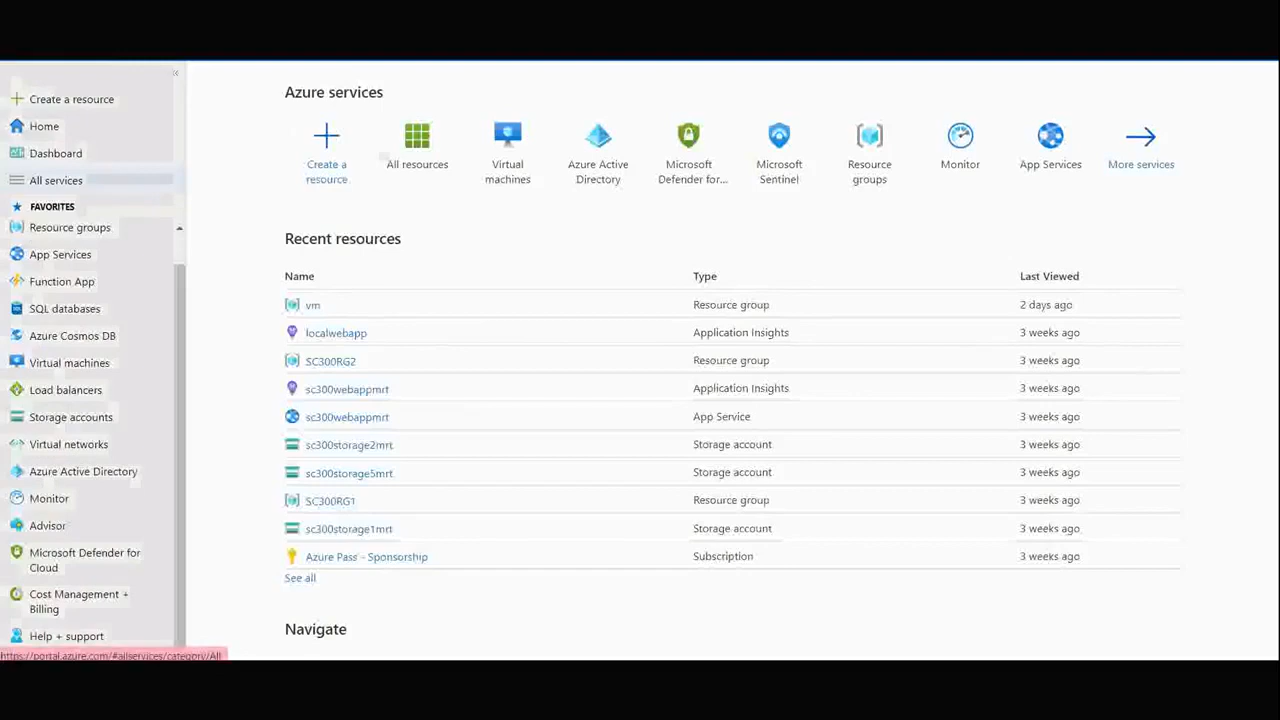 «
Create a resource
Home
Dashboard
All services
FAVORITES
Resource groups
App Services
Function App
SQL databases
Azure Cosmos DB
Virtual machines
Load balancers
Storage accounts
Virtual networks
Azure Active Directory
Monitor
Advisor
Microsoft Defender for
Cloud
Cost Management +
Billing
Help + support
https://portal.azure.com/#allservices/category/All
Azure services
Create a
resource
All resources
Virtual
machines
Azure Active
Directory
Microsoft
Defender for...
Microsoft
Sentinel
Resource
groups
Monitor
App Services
More services
Recent resources
Name Type Last Viewed
vm Resource group 2 days ago
localwebapp Application Insights 3 weeks ago
SC300RG2 Resource group 3 weeks ago
sc300webappmrt Application Insights 3 weeks ago
sc300webappmrt App Service 3 weeks ago
sc300storage2mrt Storage account 3 weeks ago
sc300storage5mrt Storage account 3 weeks ago
SC300RG1 Resource group 3 weeks ago
sc300storage1mrt Storage account 3 weeks ago
Azure Pass - Sponsorship Subscription 3 weeks ago
See all
Navigate